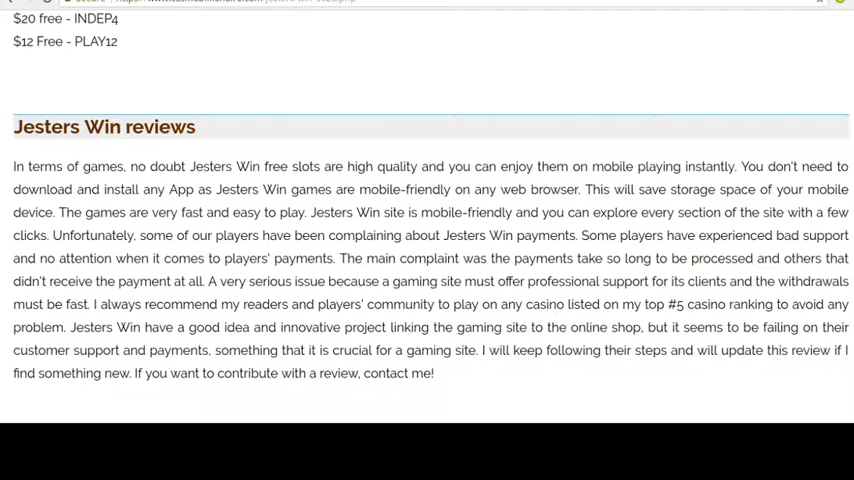 $20 free - INDEP4
$12 Free - PLAY12
Jesters Win reviews
In terms of games, no doubt Jesters Win free slots are high quality and you can enjoy them on mobile playing instantly. You don't need to
download and install any App as Jesters Win games are mobile-friendly on any web browser. This will save storage space of your mobile
device. The games are very fast and easy to play. Jesters Win site is mobile-friendly and you can explore every section of the site with a few
clicks. Unfortunately, some of our players have been complaining about Jesters Win payments. Some players have experienced bad support
and no attention when it comes to players' payments. The main complaint was the payments take so long to be processed and others that
didn't receive the payment at all. A very serious issue because a gaming site must offer professional support for its clients and the withdrawals
must be fast. I always recommend my readers and players' community to play on any casino listed on my top #5 casino ranking to avoid any
problem. Jesters Win have a good idea and innovative project linking the gaming site to the online shop, but it seems to be failing on their
customer support and payments, something that it is crucial for a gaming site. I will keep following their steps and will update this review if I
find something new. If you want to contribute with a review, contact me!